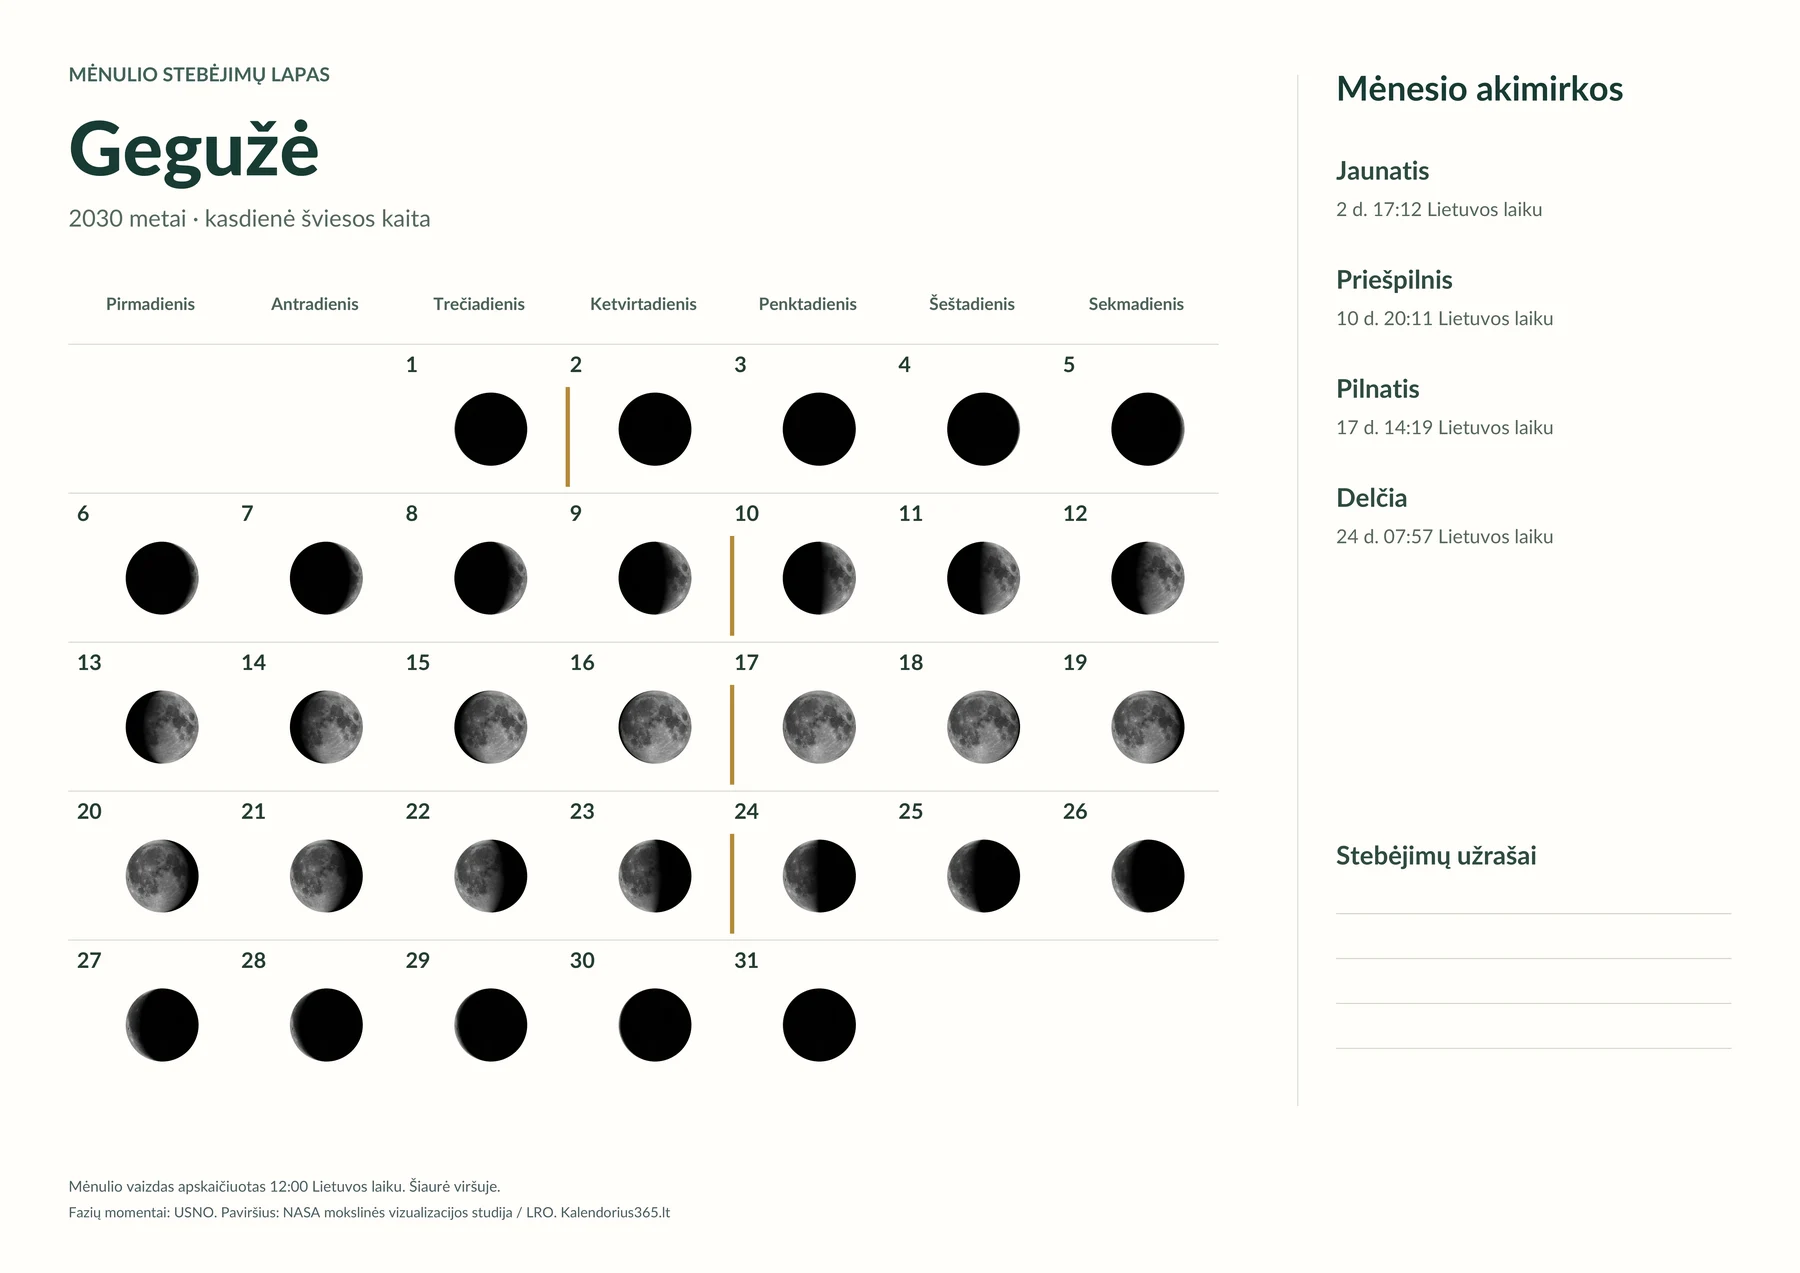 MĖNULIO STEBĖJIMŲ LAPAS
Gegužė
2030 metai · kasdienė šviesos kaita
Pirmadienis Antradienis Trečiadienis Ketvirtadienis Penktadienis Šeštadienis Sekmadienis
1 2 3 4 5
6 7 8 9 10 11 12
13 14 15 16 17 18 19
20 21 22 23 24 25 26
27 28 29 30 31
Mėnesio akimirkos
Jaunatis
2 d. 17:12 Lietuvos laiku
Priešpilnis
10 d. 20:11 Lietuvos laiku
Pilnatis
17 d. 14:19 Lietuvos laiku
Delčia
24 d. 07:57 Lietuvos laiku
Stebėjimų užrašai
Mėnulio vaizdas apskaičiuotas 12:00 Lietuvos laiku. Šiaurė viršuje.
Fazių momentai: USNO. Paviršius: NASA mokslinės vizualizacijos studija / LRO. Kalendorius365.lt